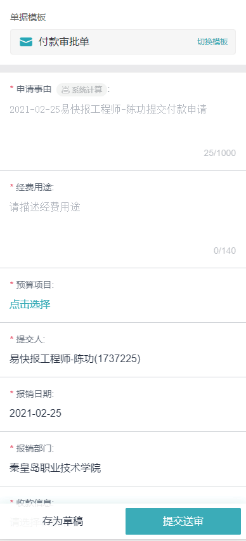 单据模板
付款审批单
切换模板
* 申请事由 系统计算 :
2021-02-25易快报工程师-陈功提交付款申请
25/1000
* 经费用途:
请描述经费用途
0/140
* 预算项目:
点击选择
* 提交人:
易快报工程师-陈功(1737225)
* 报销日期:
2021-02-25
* 报销部门:
秦皇岛职业技术学院
* 收款信息:
存为草稿
提交送审